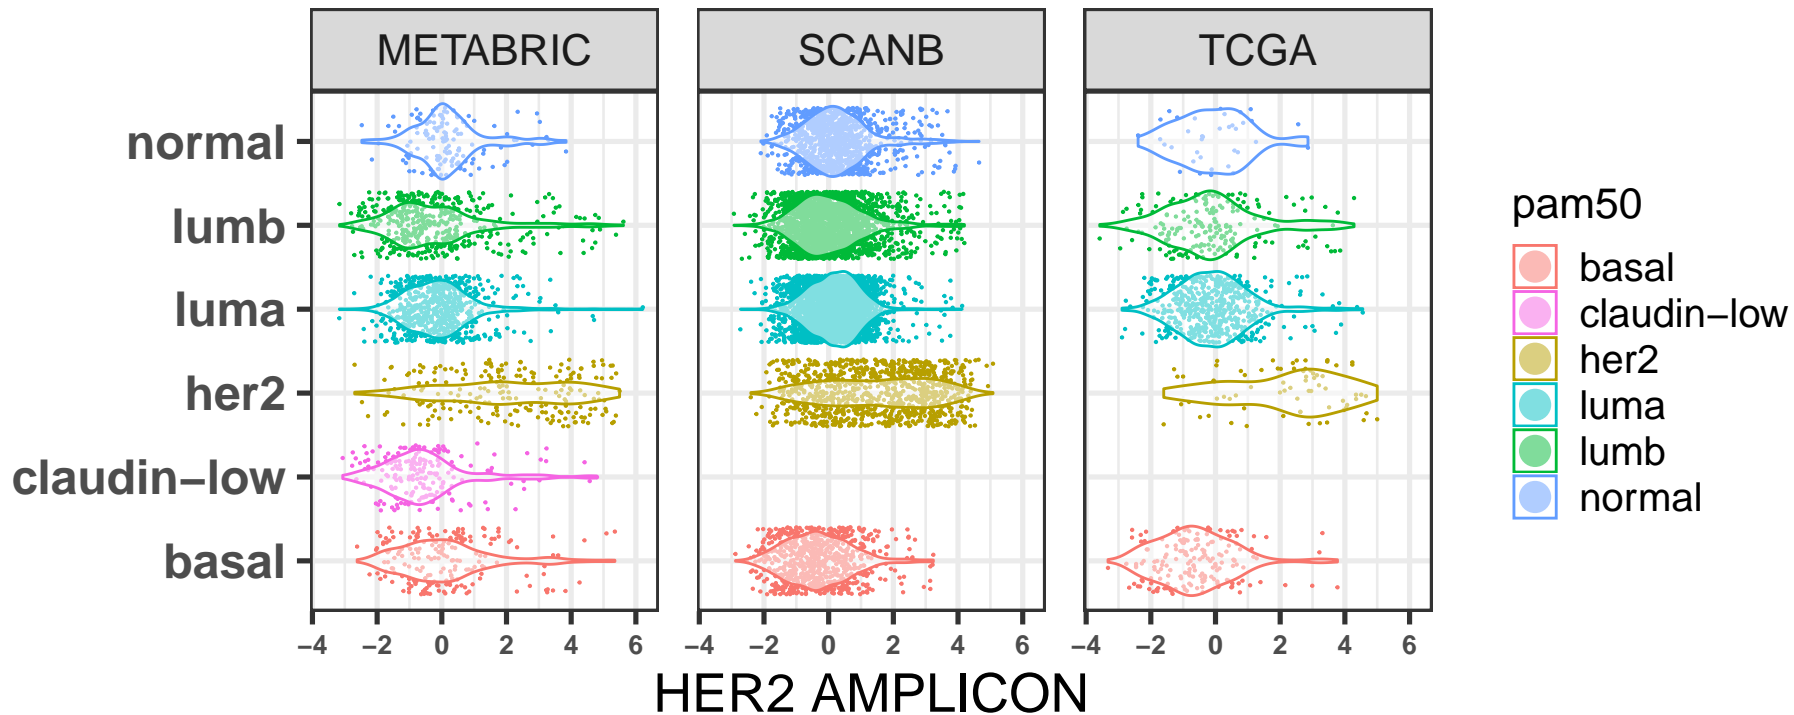 METABRIC SCANB TCGA
normal
lumb
luma
her2
claudin−low
basal
−4 −2 0 2 4 6 −4 −2 0 2 4 6 −4 −2 0 2 4 6
HER2 AMPLICON
pam50
basal
claudin−low
her2
luma
lumb
normal